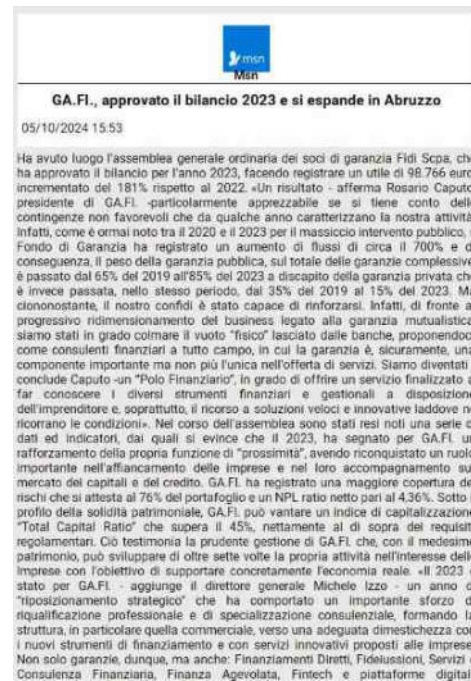 msn
Msn
GA.FI., approvato il bilancio 2023 e si espande in Abruzzo
05/10/2024 15:53
Ha avuto luogo l'assemblea generale ordinaria dei soci di garanzia Fidi Scpa, che
ha approvato il bilancio per l'anno 2023, facendo registrare un utile di 98.766 euro
incrementato del 181% rispetto al 2022. «Un risultato - afferma Rosario Caputo
presidente di GA.FI. -particolarmente apprezzabile se si tiene conto delle
contingenze non favorevoli che da qualche anno caratterizzano la nostra attività.
Infatti, come è ormai noto tra il 2020 e il 2023 per il massiccio intervento pubblico, i
Fondo di Garanzia ha registrato un aumento di flussi di circa il 700% e d
conseguenza, il peso della garanzia pubblica, sul totale delle garanzie complessive
è passato dal 65% del 2019 all'85% del 2023 a discapito della garanzia privata che
è invece passata, nello stesso periodo, dal 35% del 2019 al 15% del 2023. Ma
ciononostante, il nostro confidi è stato capace di rinforzarsi. Infatti, di fronte a
progressivo ridimensionamento del business legato alla garanzia mutualistica
siamo stati in grado colmare il vuoto "fisico" lasciato dalle banche, proponendoc
come consulenti finanziari a tutto campo, in cui la garanzia è, sicuramente, una
componente importante ma non più l'unica nell'offerta di servizi. Siamo diventati -
conclude Caputo -un "Polo Finanziario", in grado di offrire un servizio finalizzato a
far conoscere i diversi strumenti finanziari e gestionali a disposizione
dell'imprenditore e, soprattutto, il ricorso a soluzioni veloci e innovative laddove ne
ricorrano le condizioni». Nel corso dell'assemblea sono stati resi noti una serie d
dati ed indicatori, dai quali si evince che il 2023, ha segnato per GA.FI. un
rafforzamento della propria funzione di "prossimità", avendo riconquistato un ruolo
importante nell'affiancamento delle imprese e nel loro accompagnamento su
mercato dei capitali e del credito. GA.FI. ha registrato una maggiore copertura de
rischi che si attesta al 76% del portafoglio e un NPL ratio netto pari al 4,36%. Sotto i
profilo della solidità patrimoniale, GA.FI. può vantare un indice di capitalizzazione
"Total Capital Ratio" che supera il 45%, nettamente al di sopra dei requisit
regolamentari. Ciò testimonia la prudente gestione di GA.FI. che, con il medesimo
patrimonio, può sviluppare di oltre sette volte la propria attività nell'interesse delle
Imprese con l'obiettivo di supportare concretamente l'economia reale. «Il 2023 è
stato per GA.FI. - aggiunge il direttore generale Michele Izzo - un anno d
"riposizionamento strategico" che ha comportato un importante sforzo d
riqualificazione professionale e di specializzazione consulenziale, formando la
struttura, in particolare quella commerciale, verso una adeguata dimestichezza con
i nuovi strumenti di finanziamento e con servizi innovativi proposti alle imprese.
Non solo garanzie, dunque, ma anche: Finanziamenti Diretti, Fideiussioni, Servizi d
Consulenza Finanziaria, Finanza Agevolata, Fintech e piattaforme digital